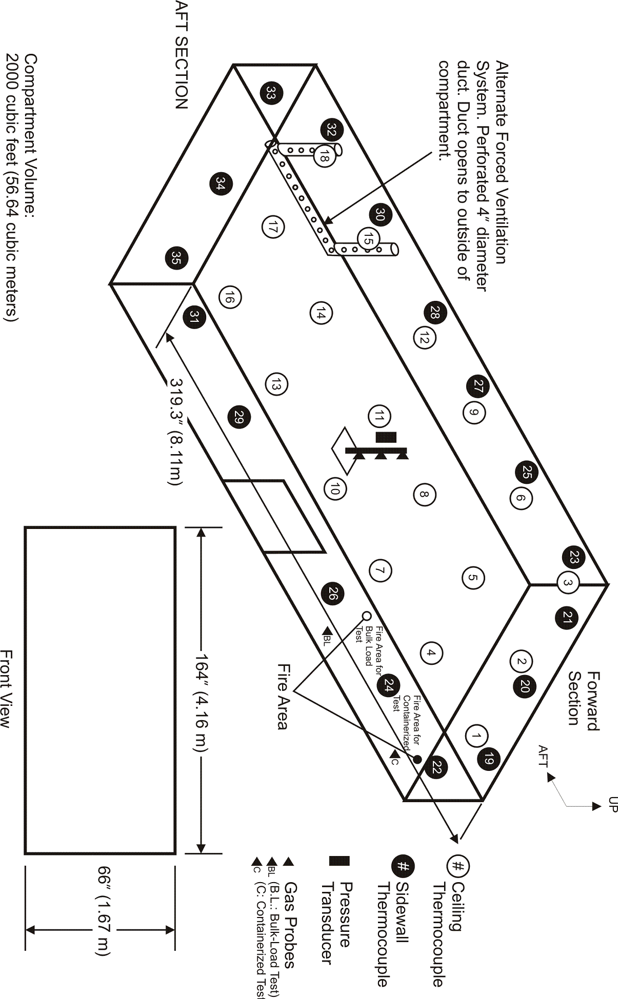 Alternate Forced Ventilation
System. Perforated 4″ diameter
duct. Duct opens to outside of
compartment.
AFT SECTION
Compartment Volume:
2000 cubic feet (56.64 cubic meters)
33
32
18
34
30
17
15
35
16
14
31
28
12
13
27
29
9
11
25
10
8
6
23
7
5
3
26
21
4
2
24
20
1
19
22
319.3″ (8.11m)
Fire Area for
Bulk Load
Test
BL
Fire Area for
Containerized
Test
C
Fire Area
Forward
Section
AFT
UP
# Ceiling
Thermocouple
# Sidewall
Thermocouple
Pressure
Transducer
Gas Probes
BL (B.L.: Bulk-Load Test)
C (C: Containerized Test
164″ (4.16 m)
66″ (1.67 m)
Front View